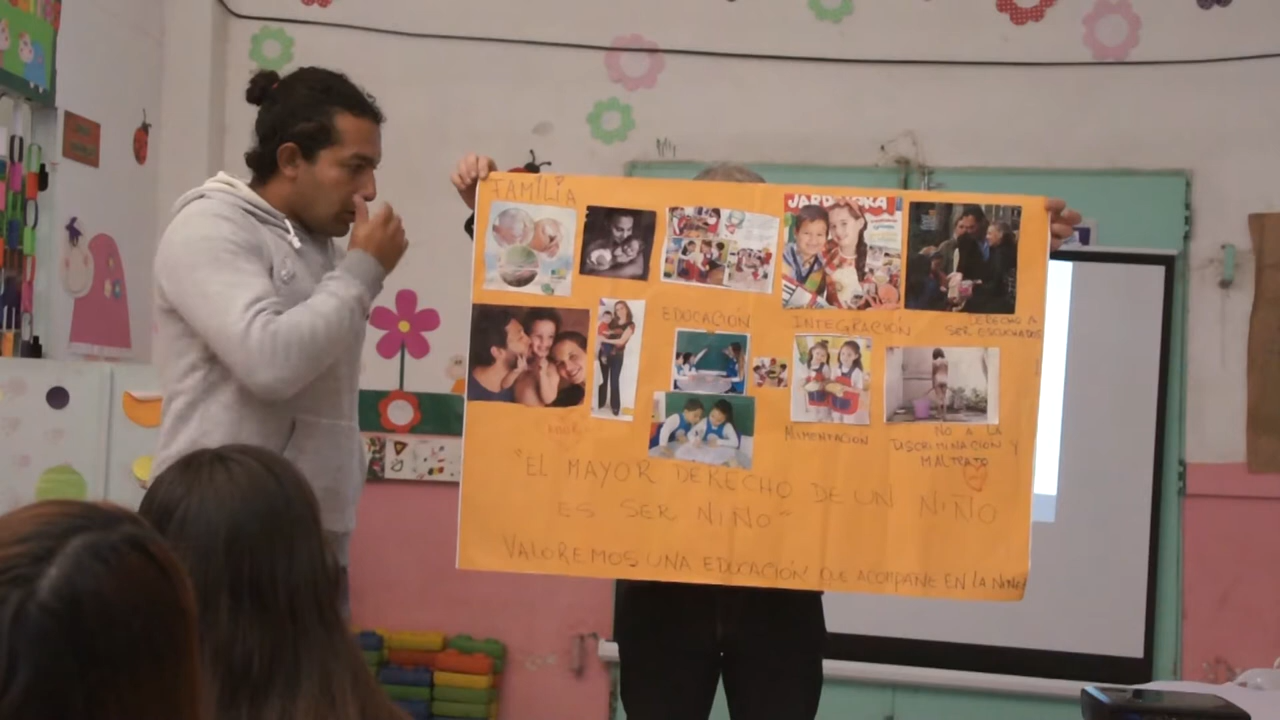 FAMILIA
EDUCACIÓN
INTEGRACIÓN
DERECHO A
SER ESCUCHADOS
ALIMENTACIÓN
NO A LA
DISCRIMINACIÓN Y
MALTRATO
"EL MAYOR DERECHO DE UN NIÑO
ES SER NIÑO"
VALOREMOS UNA EDUCACIÓN QUE ACOMPAÑE EN LA NIÑEZ